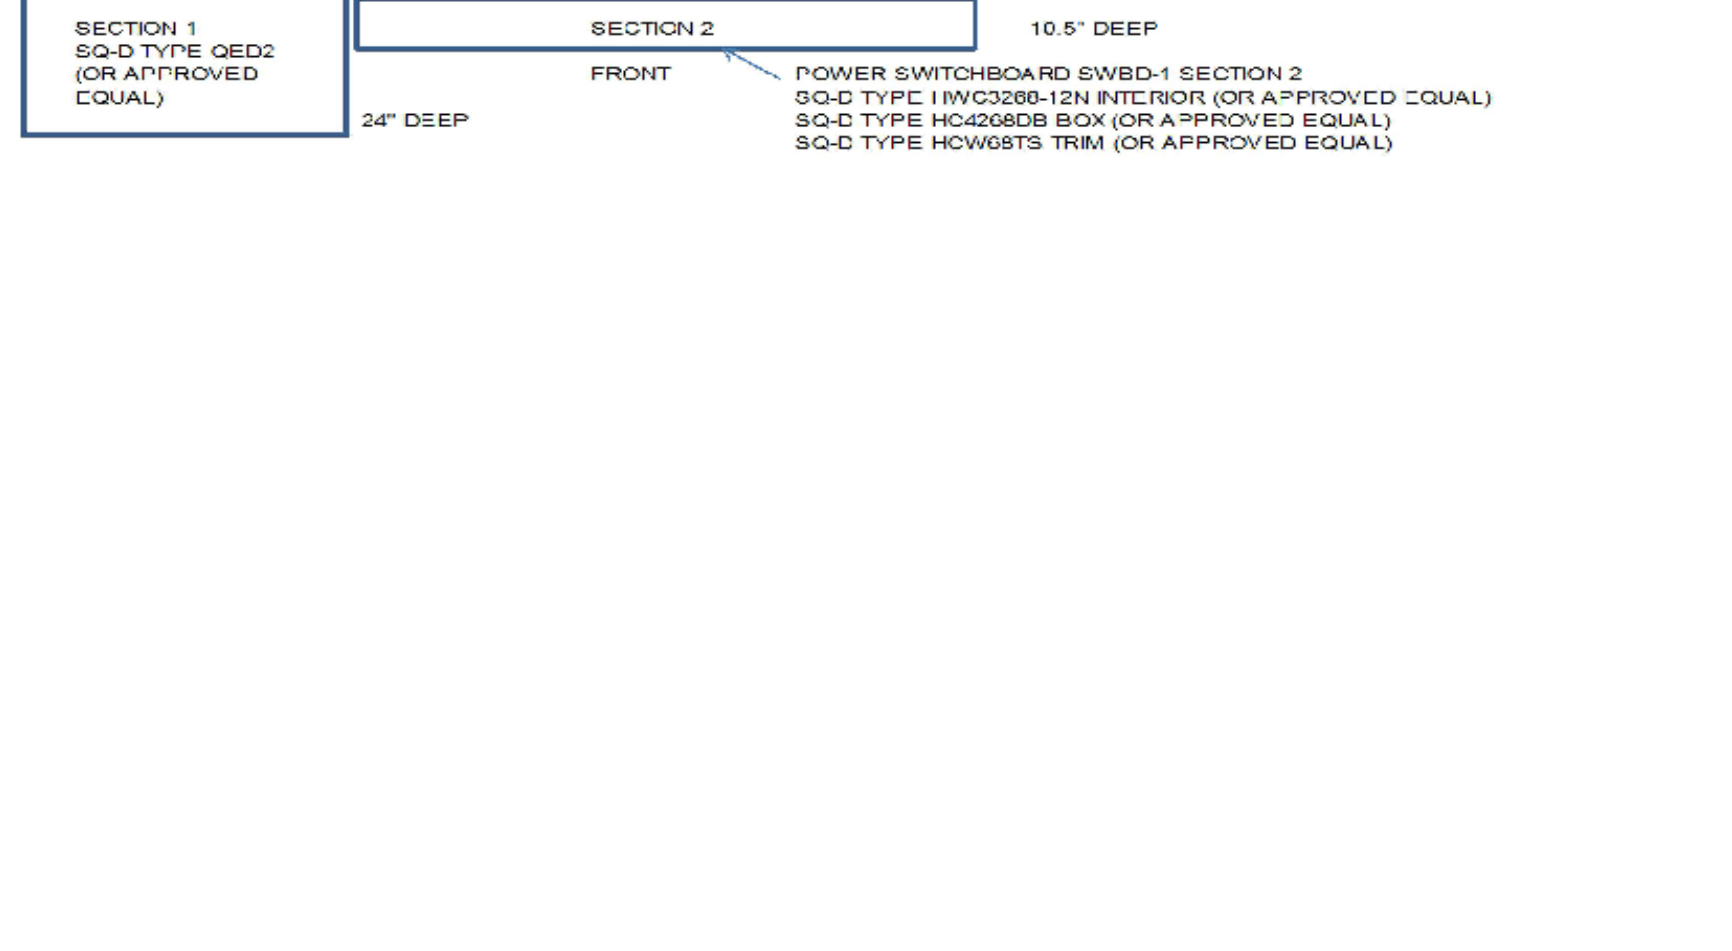 SECTION 1
SQ-D TYPE QED2
(OR APPROVED
EQUAL)
24" DEEP
SECTION 2
FRONT
10.5" DEEP
POWER SWITCHBOARD SWBD-1 SECTION 2
SQ-D TYPE HWC3268-12N INTERIOR (OR APPROVED EQUAL)
SQ-D TYPE HC4268DB BOX (OR APPROVED EQUAL)
SQ-D TYPE HCW68TS TRIM (OR APPROVED EQUAL)